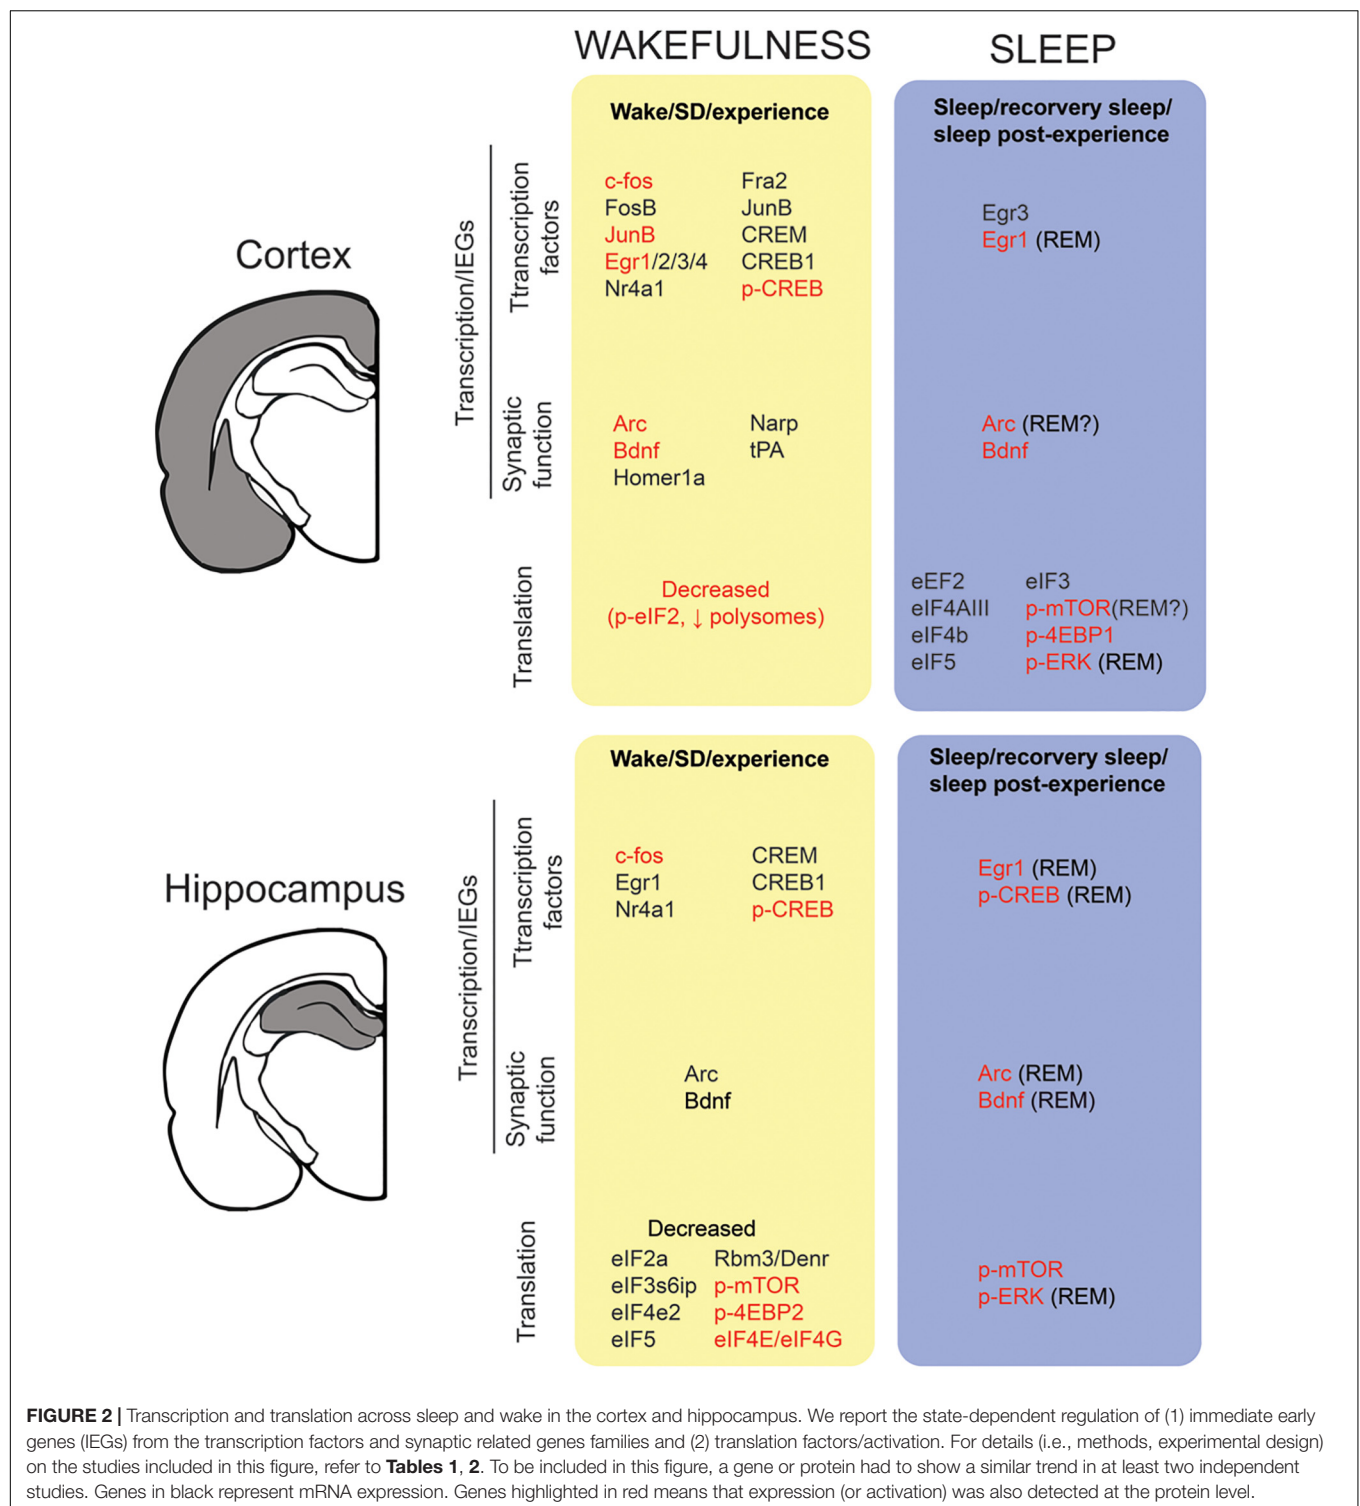 WAKEFULNESS SLEEP
Wake/SD/experience
Sleep/recorvery sleep/
sleep post-experience
Cortex
Transcription/IEGs
Ttranscription
factors
c-fos Fra2
FosB JunB
JunB CREM
Egr1/2/3/4 CREB1
Nr4a1 p-CREB
Egr3
Egr1 (REM)
Synaptic
function
Arc Narp
Bdnf tPA
Homer1a
Arc (REM?)
Bdnf
Translation
Decreased
(p-eIF2, ↓ polysomes)
eEF2 eIF3
eIF4AIII p-mTOR(REM?)
eIF4b p-4EBP1
eIF5 p-ERK (REM)
Wake/SD/experience
Sleep/recorvery sleep/
sleep post-experience
Hippocampus
Transcription/IEGs
Ttranscription
factors
c-fos CREM
Egr1 CREB1
Nr4a1 p-CREB
Egr1 (REM)
p-CREB (REM)
Synaptic
function
Arc
Bdnf
Arc (REM)
Bdnf (REM)
Translation
Decreased
eIF2a Rbm3/Denr
eIF3s6ip p-mTOR
eIF4e2 p-4EBP2
eIF5 eIF4E/eIF4G
p-mTOR
p-ERK (REM)
FIGURE 2 | Transcription and translation across sleep and wake in the cortex and hippocampus. We report the state-dependent regulation of (1) immediate early
genes (IEGs) from the transcription factors and synaptic related genes families and (2) translation factors/activation. For details (i.e., methods, experimental design)
on the studies included in this figure, refer to Tables 1, 2. To be included in this figure, a gene or protein had to show a similar trend in at least two independent
studies. Genes in black represent mRNA expression. Genes highlighted in red means that expression (or activation) was also detected at the protein level.